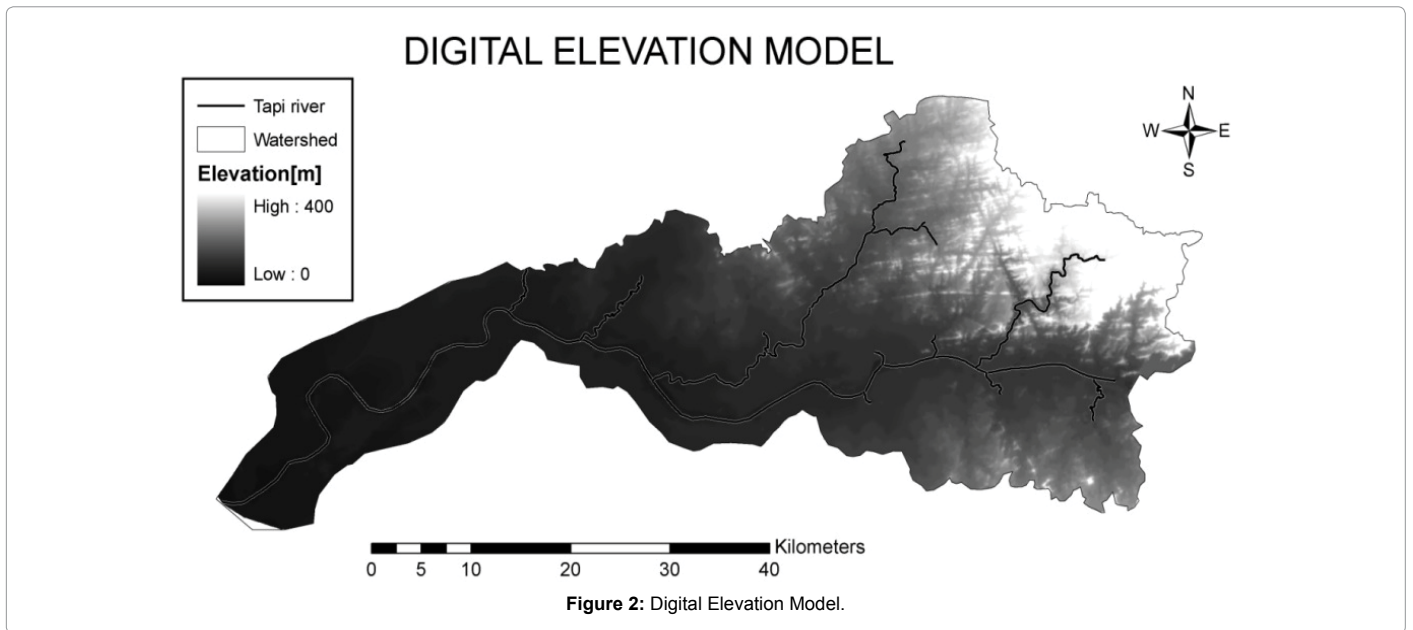 DIGITAL ELEVATION MODEL
Tapi river
Watershed
Elevation[m]
High : 400
Low : 0
N
W E
S
Kilometers
0 5 10 20 30 40
Figure 2: Digital Elevation Model.